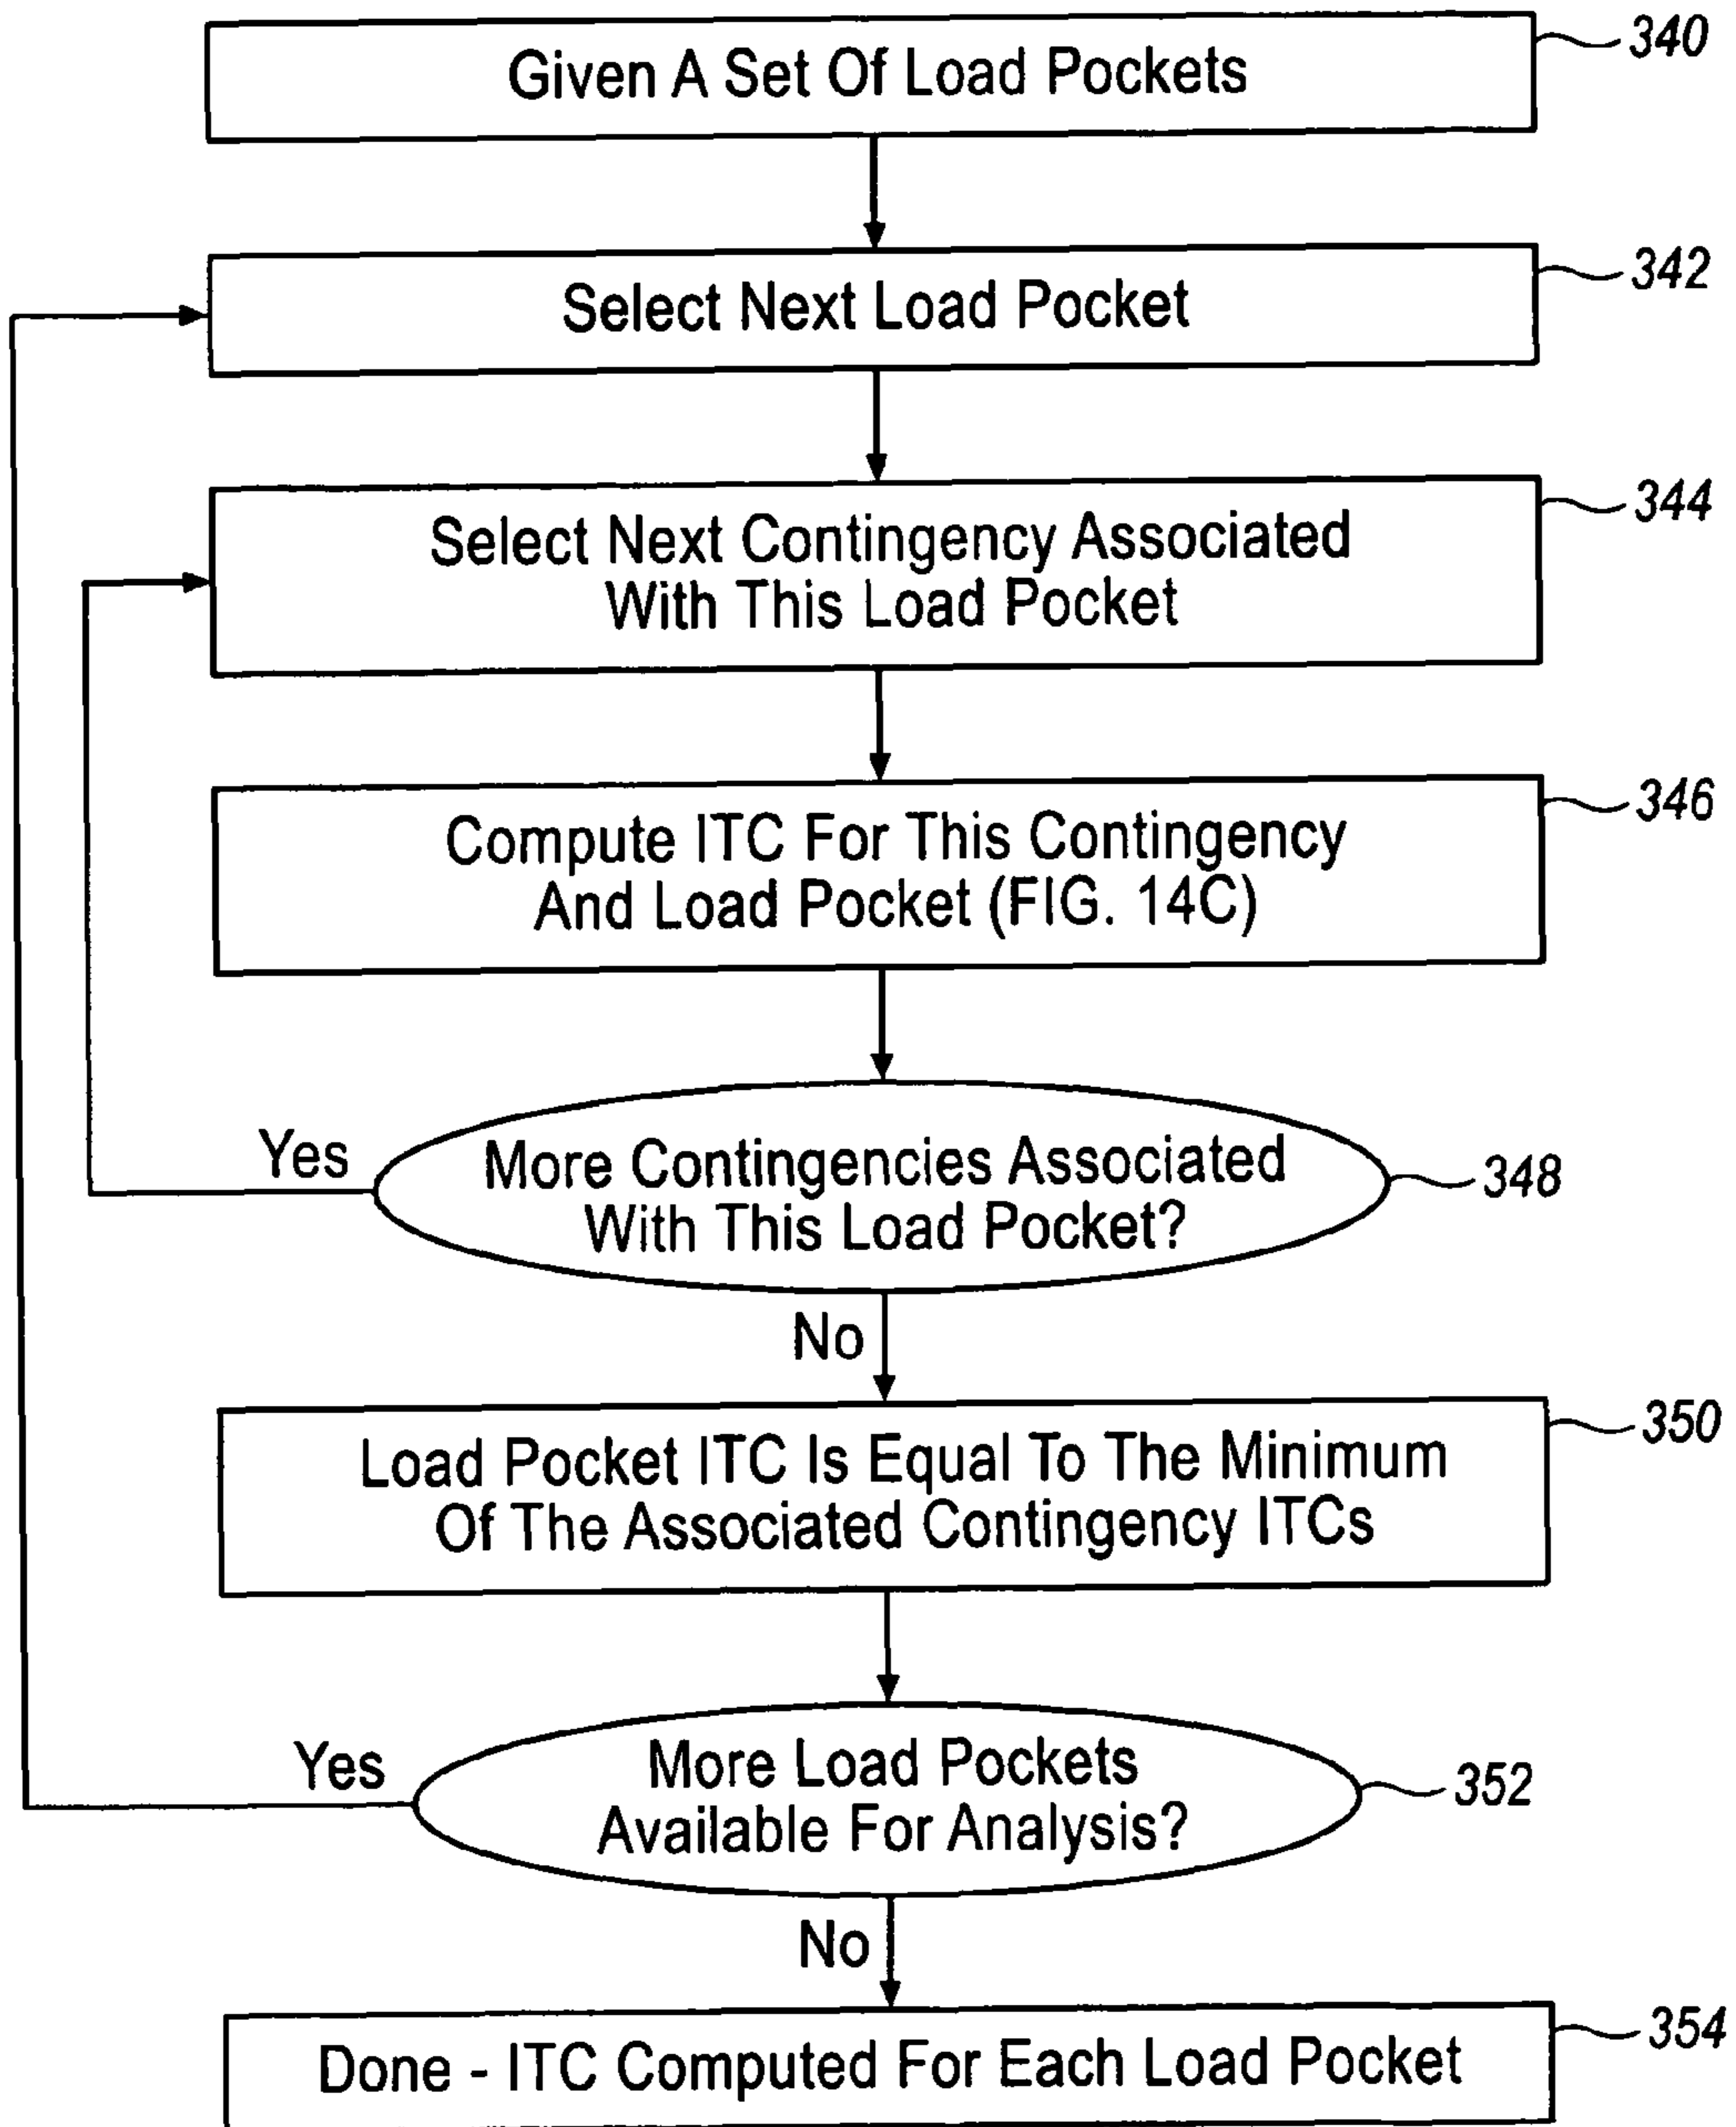 Given A Set Of Load Pockets
340
Select Next Load Pocket
342
Select Next Contingency Associated
With This Load Pocket
344
Compute ITC For This Contingency
And Load Pocket (FIG. 14C)
346
More Contingencies Associated
With This Load Pocket?
348
Yes
No
Load Pocket ITC Is Equal To The Minimum
Of The Associated Contingency ITCs
350
More Load Pockets
Available For Analysis?
352
Yes
No
Done - ITC Computed For Each Load Pocket
354